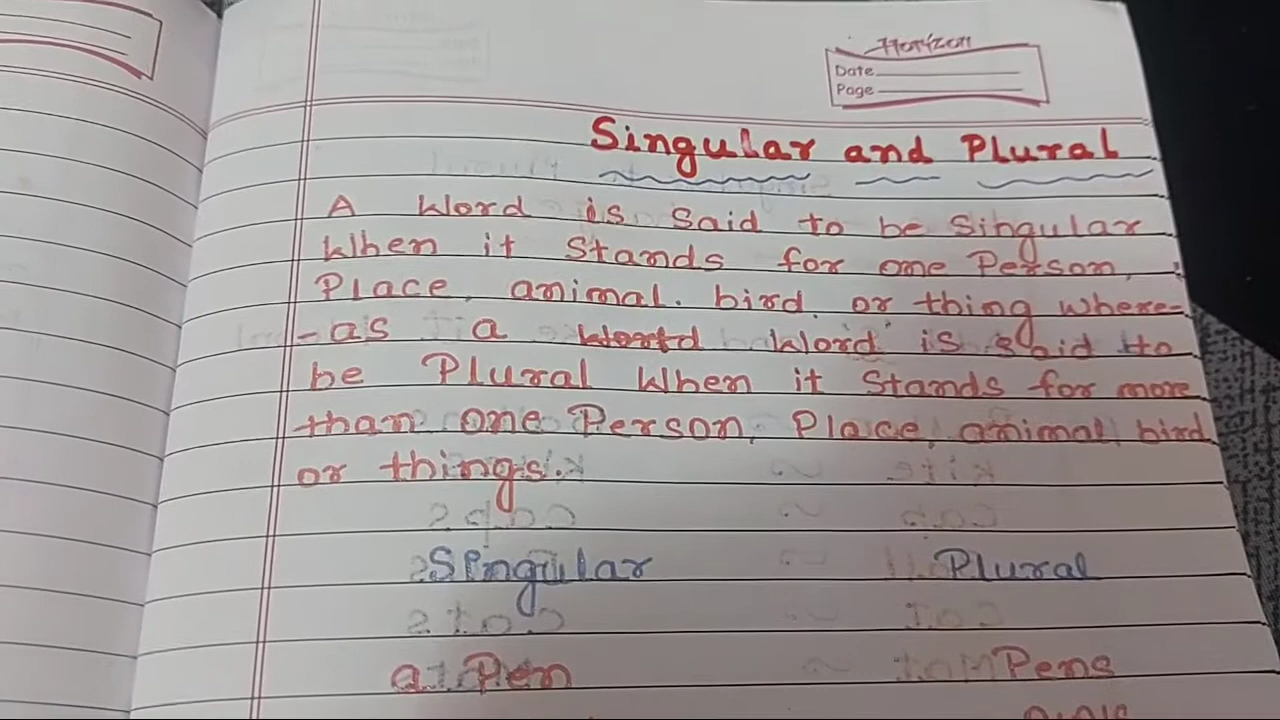 Horizon
Date
Page
Singular and Plural
A Word is Said to be Singular
When it Stands for one Person,
Place, animal. bird. or thing where-
-as a Word is said to
be Plural When it Stands for more
than one Person, Place, animal, bird
or things.
Singular Plural
a Pen Pens